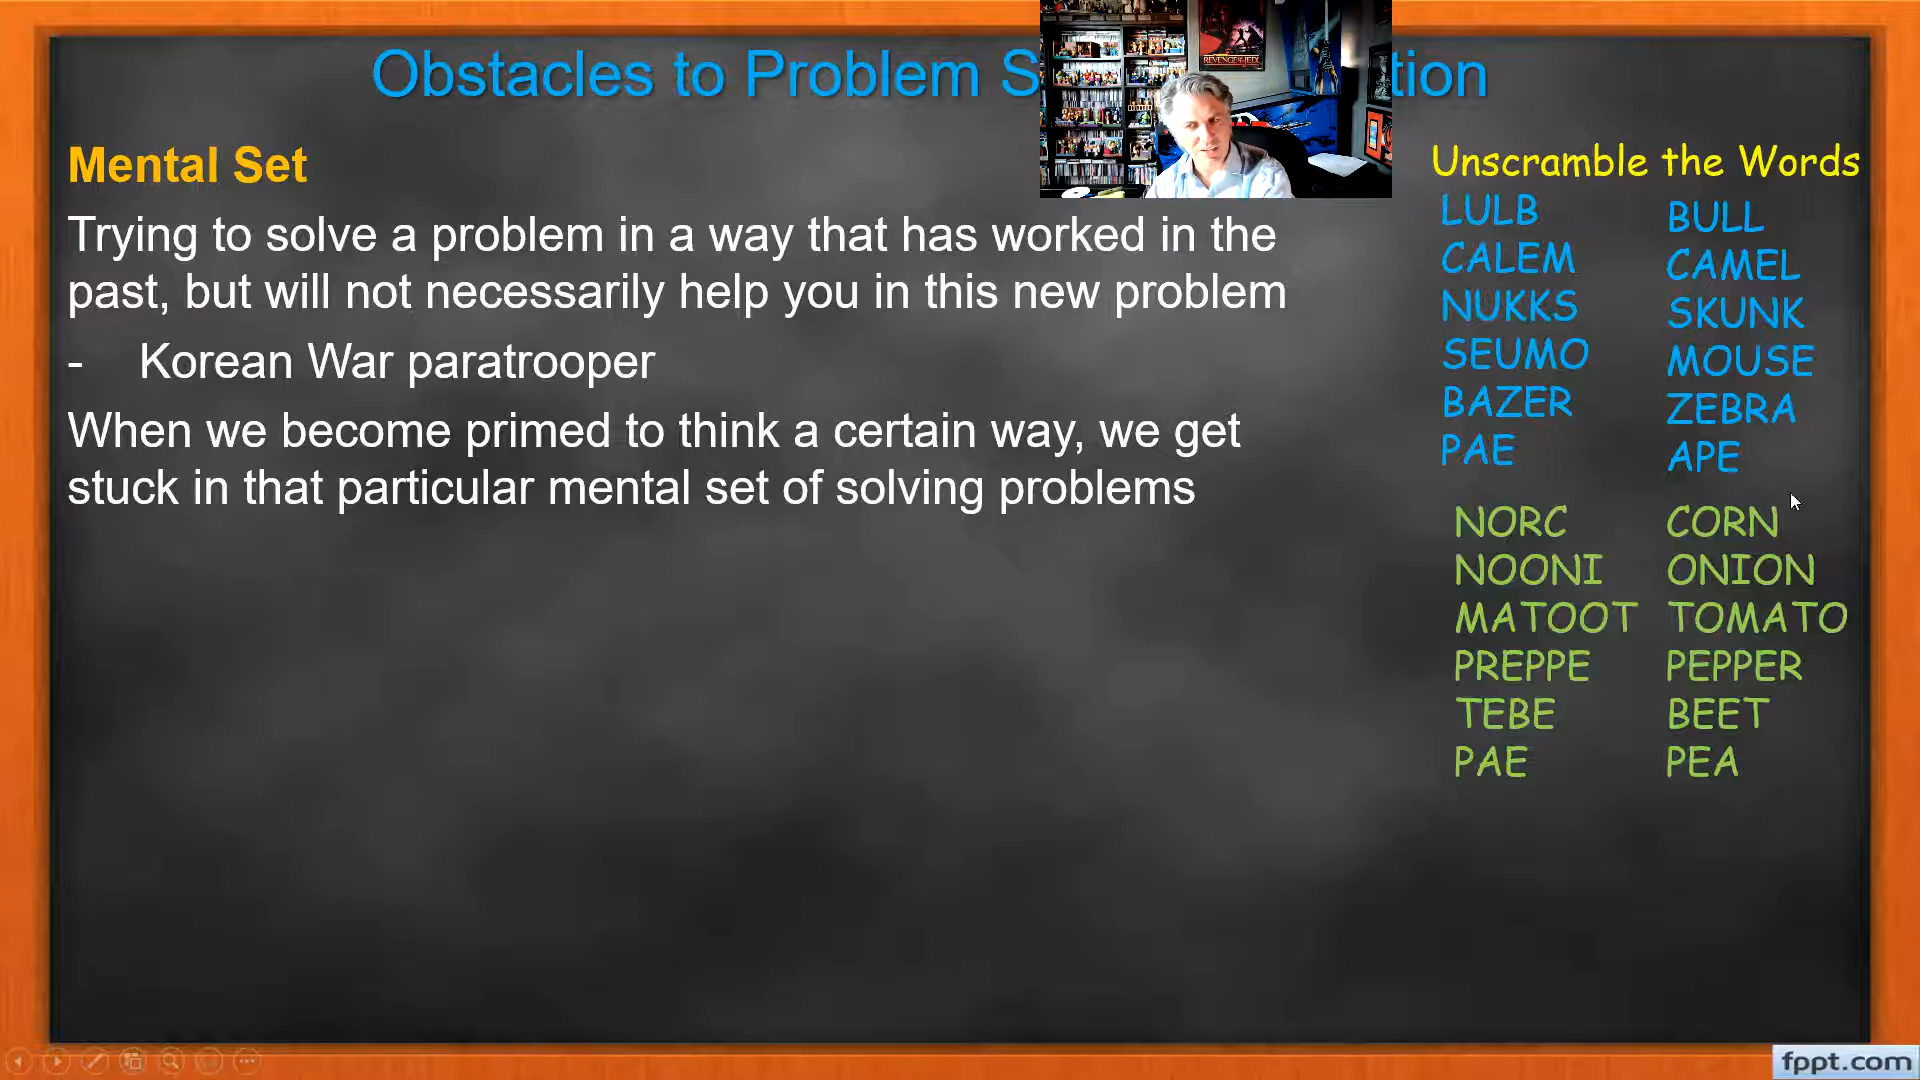 Obstacles to Problem S tion
REVENGE OF THE JEDI
Mental Set
Unscramble the Words
Trying to solve a problem in a way that has worked in the
past, but will not necessarily help you in this new problem
- Korean War paratrooper
When we become primed to think a certain way, we get
stuck in that particular mental set of solving problems
LULB BULL
CALEM CAMEL
NUKKS SKUNK
SEUMO MOUSE
BAZER ZEBRA
PAE APE
NORC CORN
NOONI ONION
MATOOT TOMATO
PREPPE PEPPER
TEBE BEET
PAE PEA
fppt.com